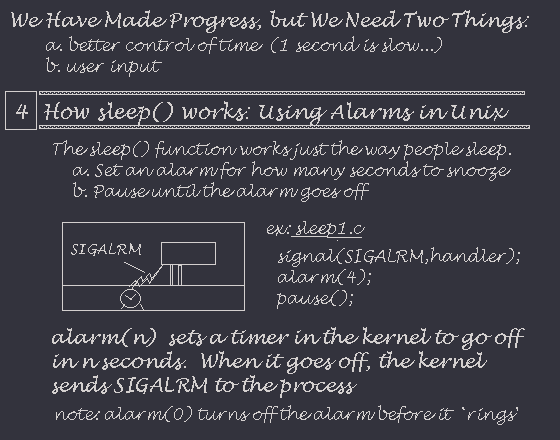 We Have Made Progress, but We Need Two Things:
a. better control of time (1 second is slow...)
b. user input
4 How sleep() works: Using Alarms in Unix
The sleep() function works just the way people sleep.
a. Set an alarm for how many seconds to snooze
b. Pause until the alarm goes off
SIGALRM
ex: sleep1.c
signal(SIGALRM,handler);
alarm(4);
pause();
alarm(n) sets a timer in the kernel to go off
in n seconds. When it goes off, the kernel
sends SIGALRM to the process
note: alarm(0) turns off the alarm before it `rings'